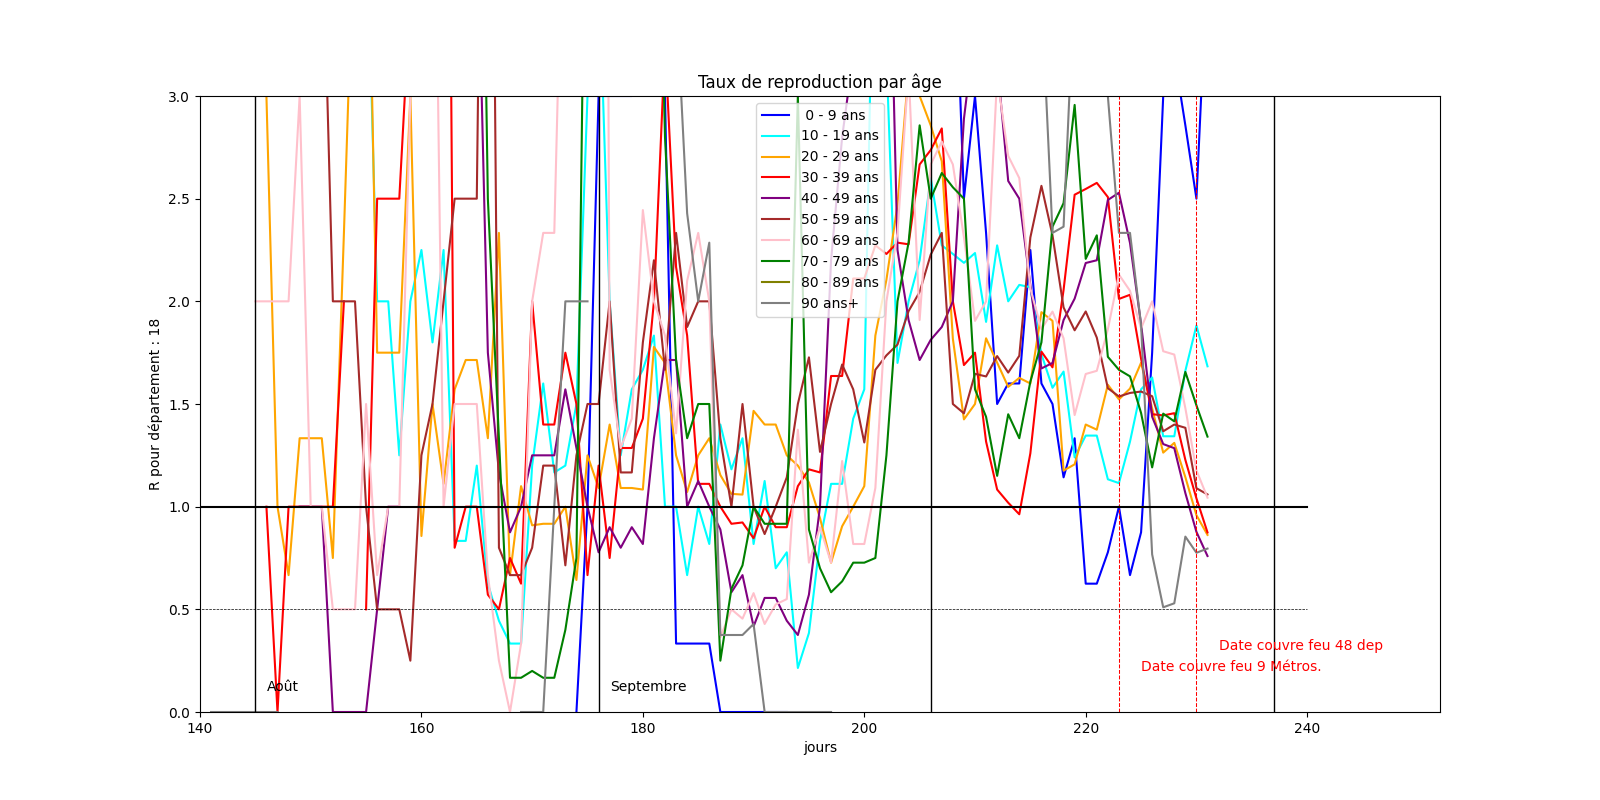 Taux de reproduction par âge
R pour département : 18
3.0
2.5
2.0
1.5
1.0
0.5
0.0
0 - 9 ans
10 - 19 ans
20 - 29 ans
30 - 39 ans
40 - 49 ans
50 - 59 ans
60 - 69 ans
70 - 79 ans
80 - 89 ans
90 ans+
Date couvre feu 48 dep
Date couvre feu 9 Métros.
Août
Septembre
140
160
180
200
220
240
jours